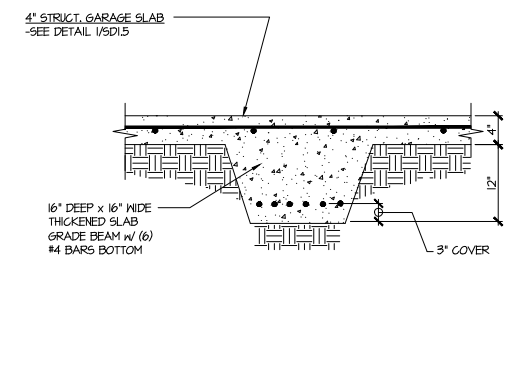 4" STRUCT. GARAGE SLAB
-SEE DETAIL 1/SD1.5
4"
12"
16" DEEP x 16" WIDE
THICKENED SLAB
GRADE BEAM W/ (6)
#4 BARS BOTTOM
3" COVER